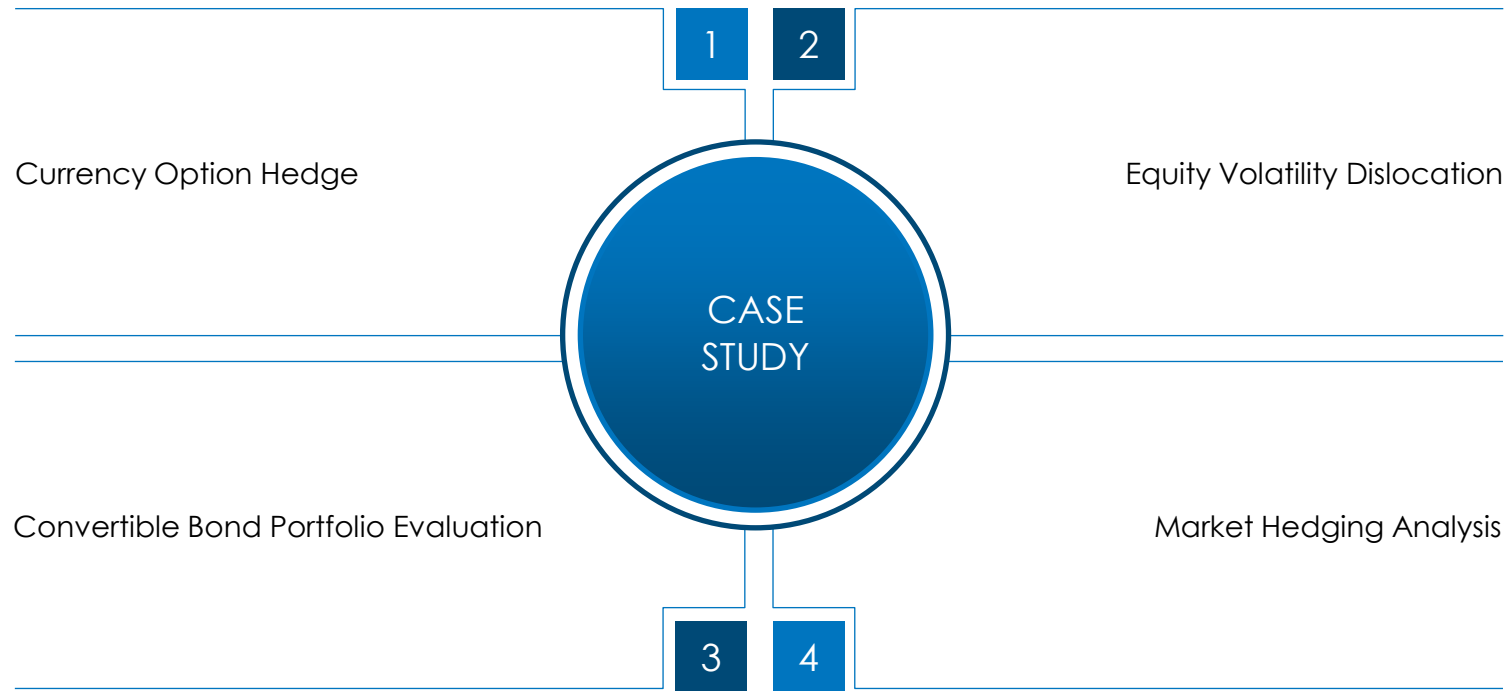 1
2
Currency Option Hedge
Equity Volatility Dislocation
CASE
STUDY
Convertible Bond Portfolio Evaluation
Market Hedging Analysis
3
4